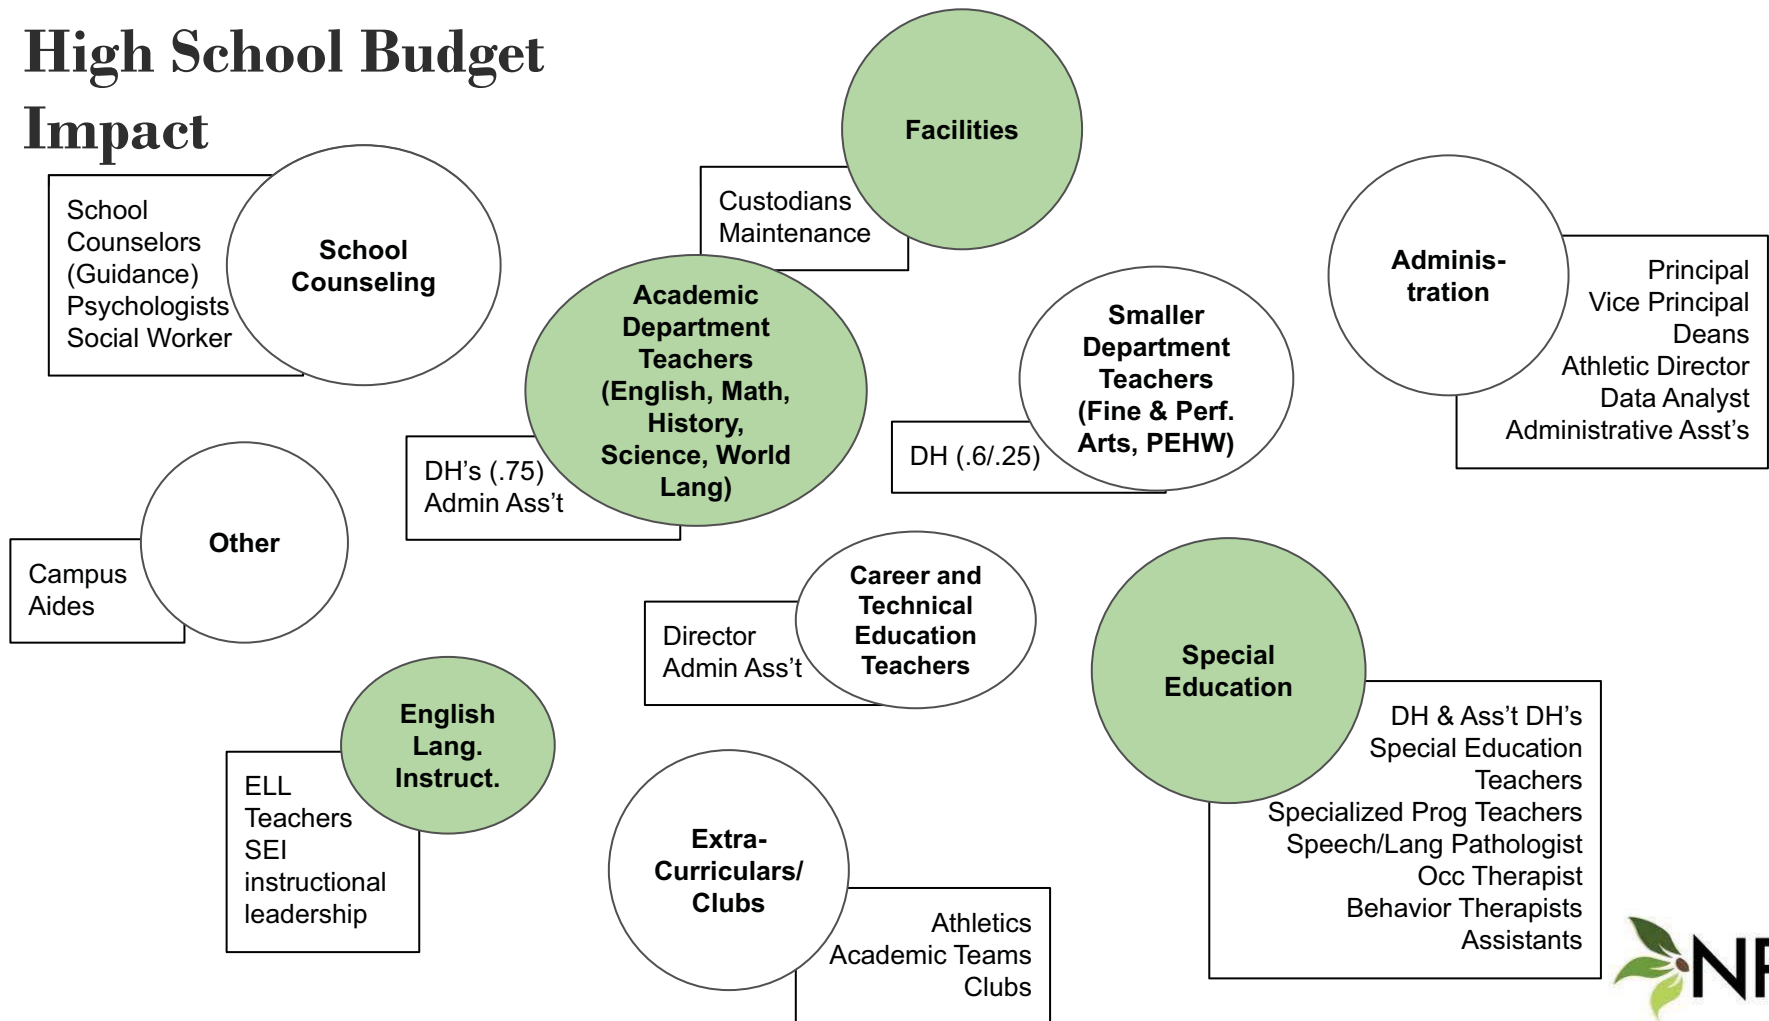 High School Budget
Impact
School
Counselors
(Guidance)
Psychologists
Social Worker
School
Counseling
Custodians
Maintenance
Facilities
Academic
Department
Teachers
(English, Math,
History,
Science, World
Lang)
DH's (.75)
Admin Ass't
Smaller
Department
Teachers
(Fine & Perf.
Arts, PEHW)
DH (.6/.25)
Adminis-
tration
Principal
Vice Principal
Deans
Athletic Director
Data Analyst
Administrative Asst's
Other
Campus
Aides
Career and
Technical
Education
Teachers
Director
Admin Ass't
Special
Education
DH & Ass't DH's
Special Education
Teachers
Specialized Prog Teachers
Speech/Lang Pathologist
Occ Therapist
Behavior Therapists
Assistants
English
Lang.
Instruct.
ELL
Teachers
SEI
instructional
leadership
Extra-
Curriculars/
Clubs
Athletics
Academic Teams
Clubs